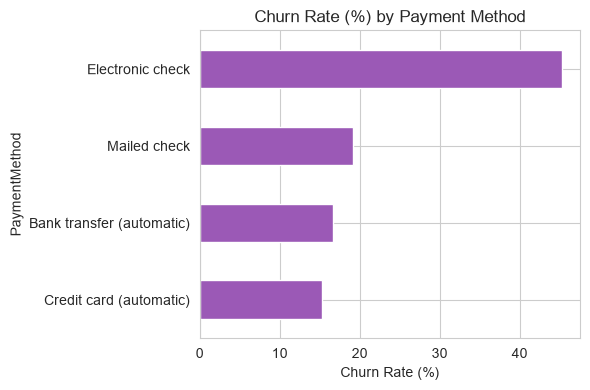 Churn Rate (%) by Payment Method
PaymentMethod
Electronic check
Mailed check
Bank transfer (automatic)
Credit card (automatic)
0 10 20 30 40
Churn Rate (%)